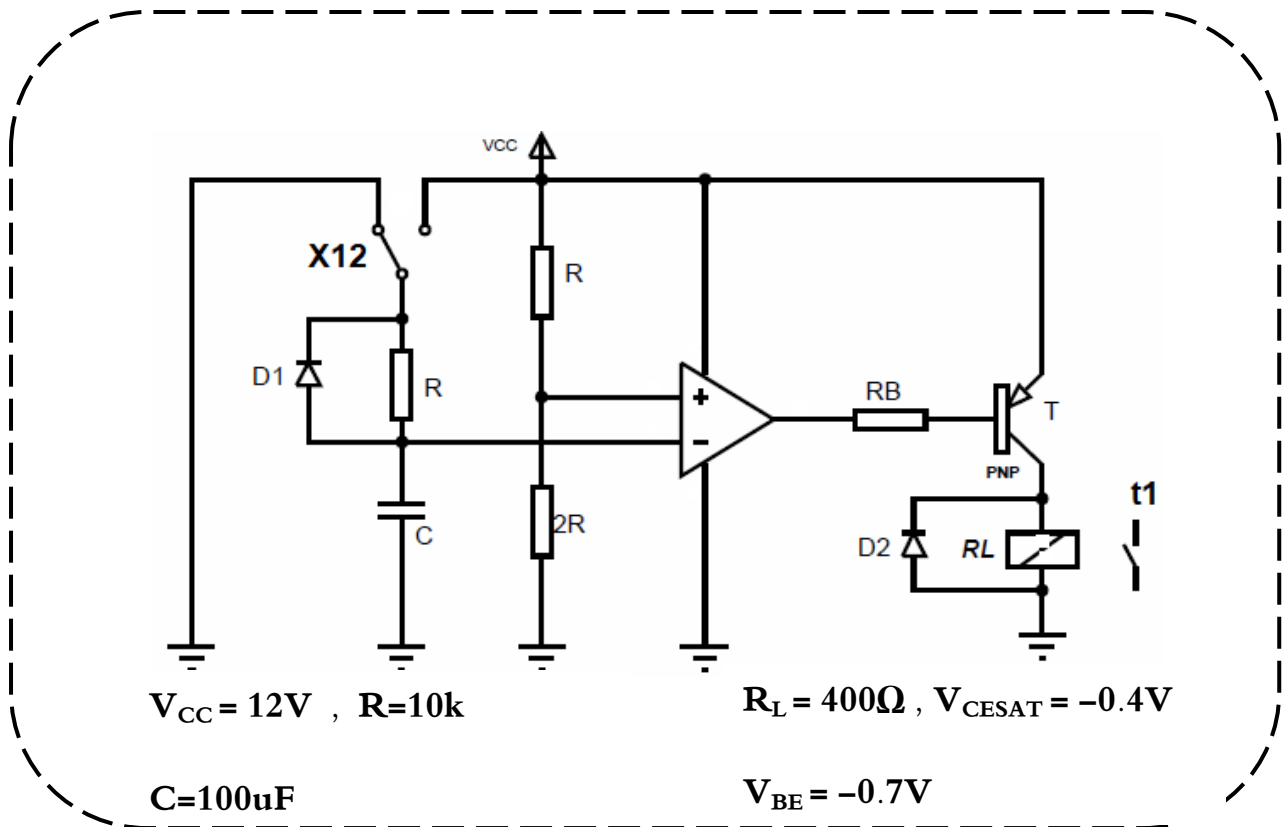 VCC
X12
R
D1
R
+
−
RB
T
PNP
C
2R
t1
D2
RL
VCC = 12V , R=10k
RL = 400Ω , VCESAT = −0.4V
C=100uF
VBE = −0.7V